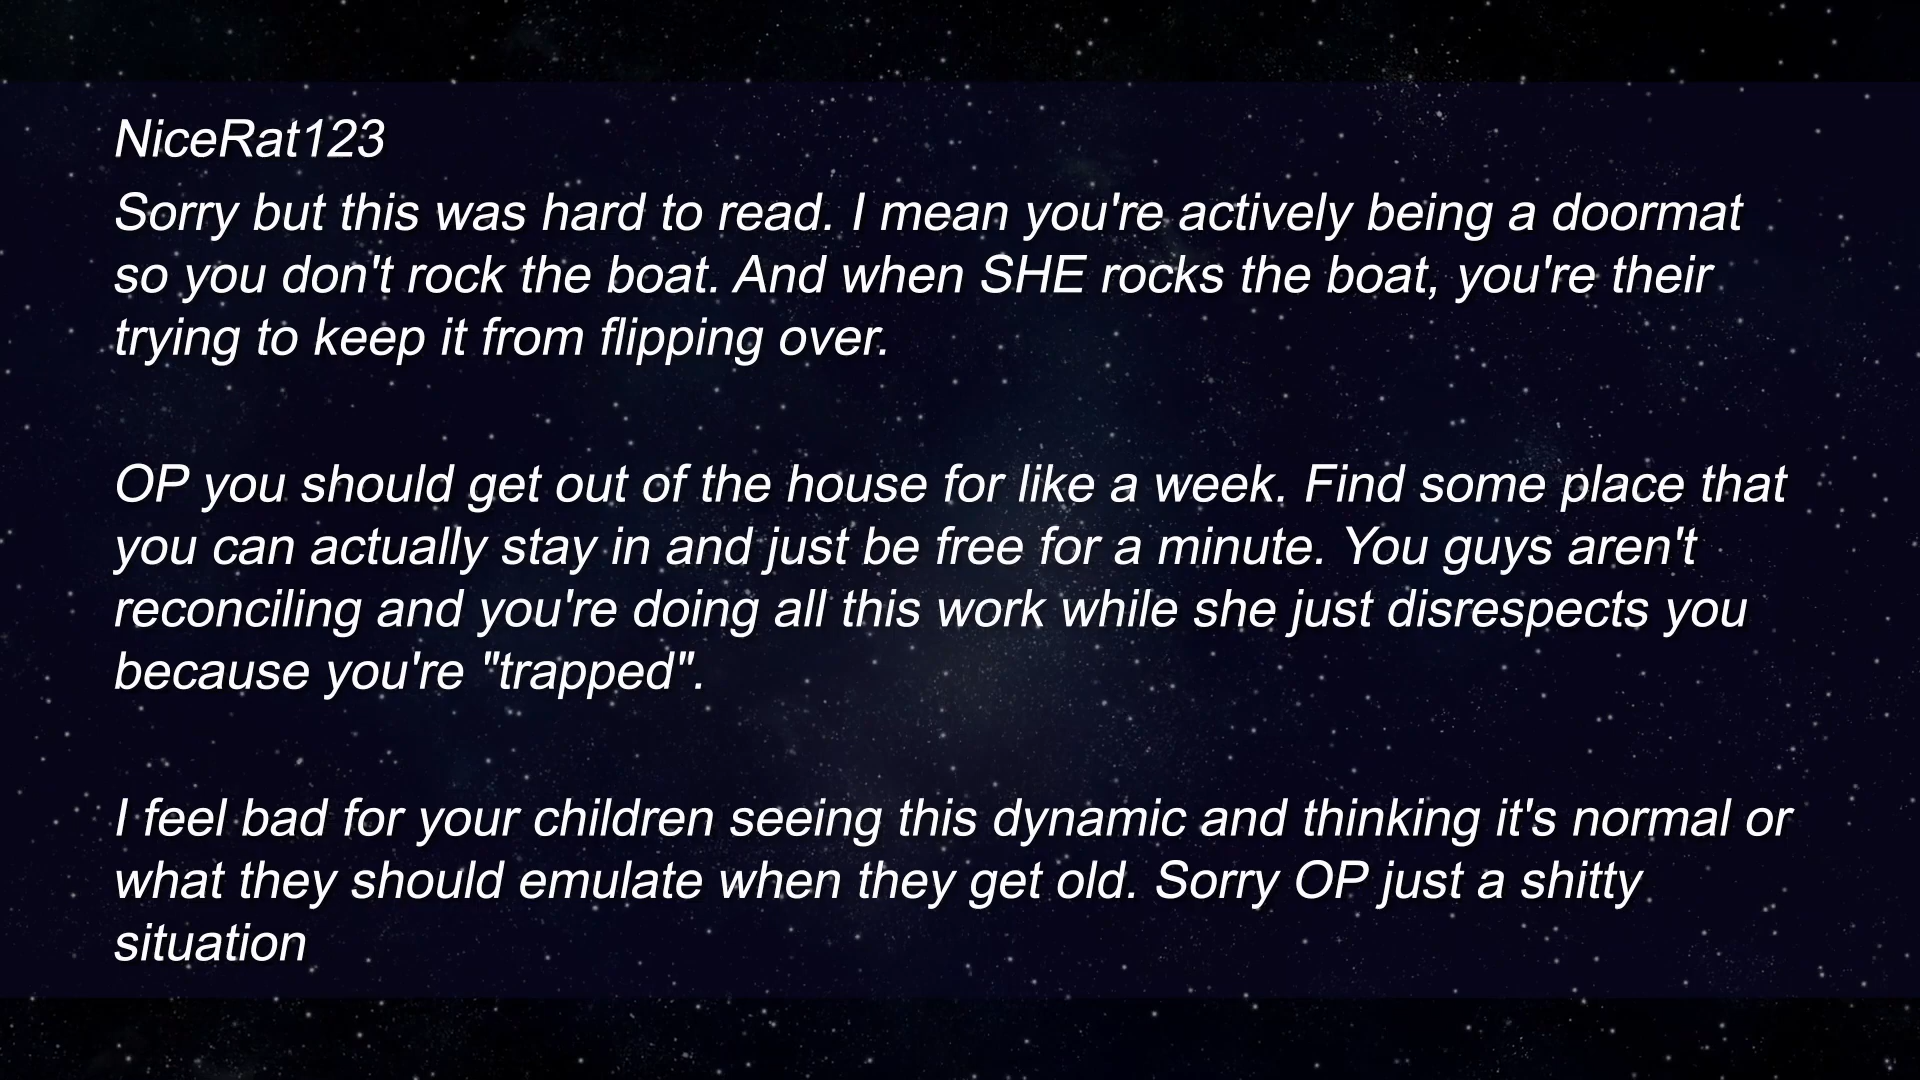 NiceRat123
Sorry but this was hard to read. I mean you're actively being a doormat
so you don't rock the boat. And when SHE rocks the boat, you're their
trying to keep it from flipping over.
OP you should get out of the house for like a week. Find some place that
you can actually stay in and just be free for a minute. You guys aren't
reconciling and you're doing all this work while she just disrespects you
because you're "trapped".
I feel bad for your children seeing this dynamic and thinking it's normal or
what they should emulate when they get old. Sorry OP just a shitty
situation